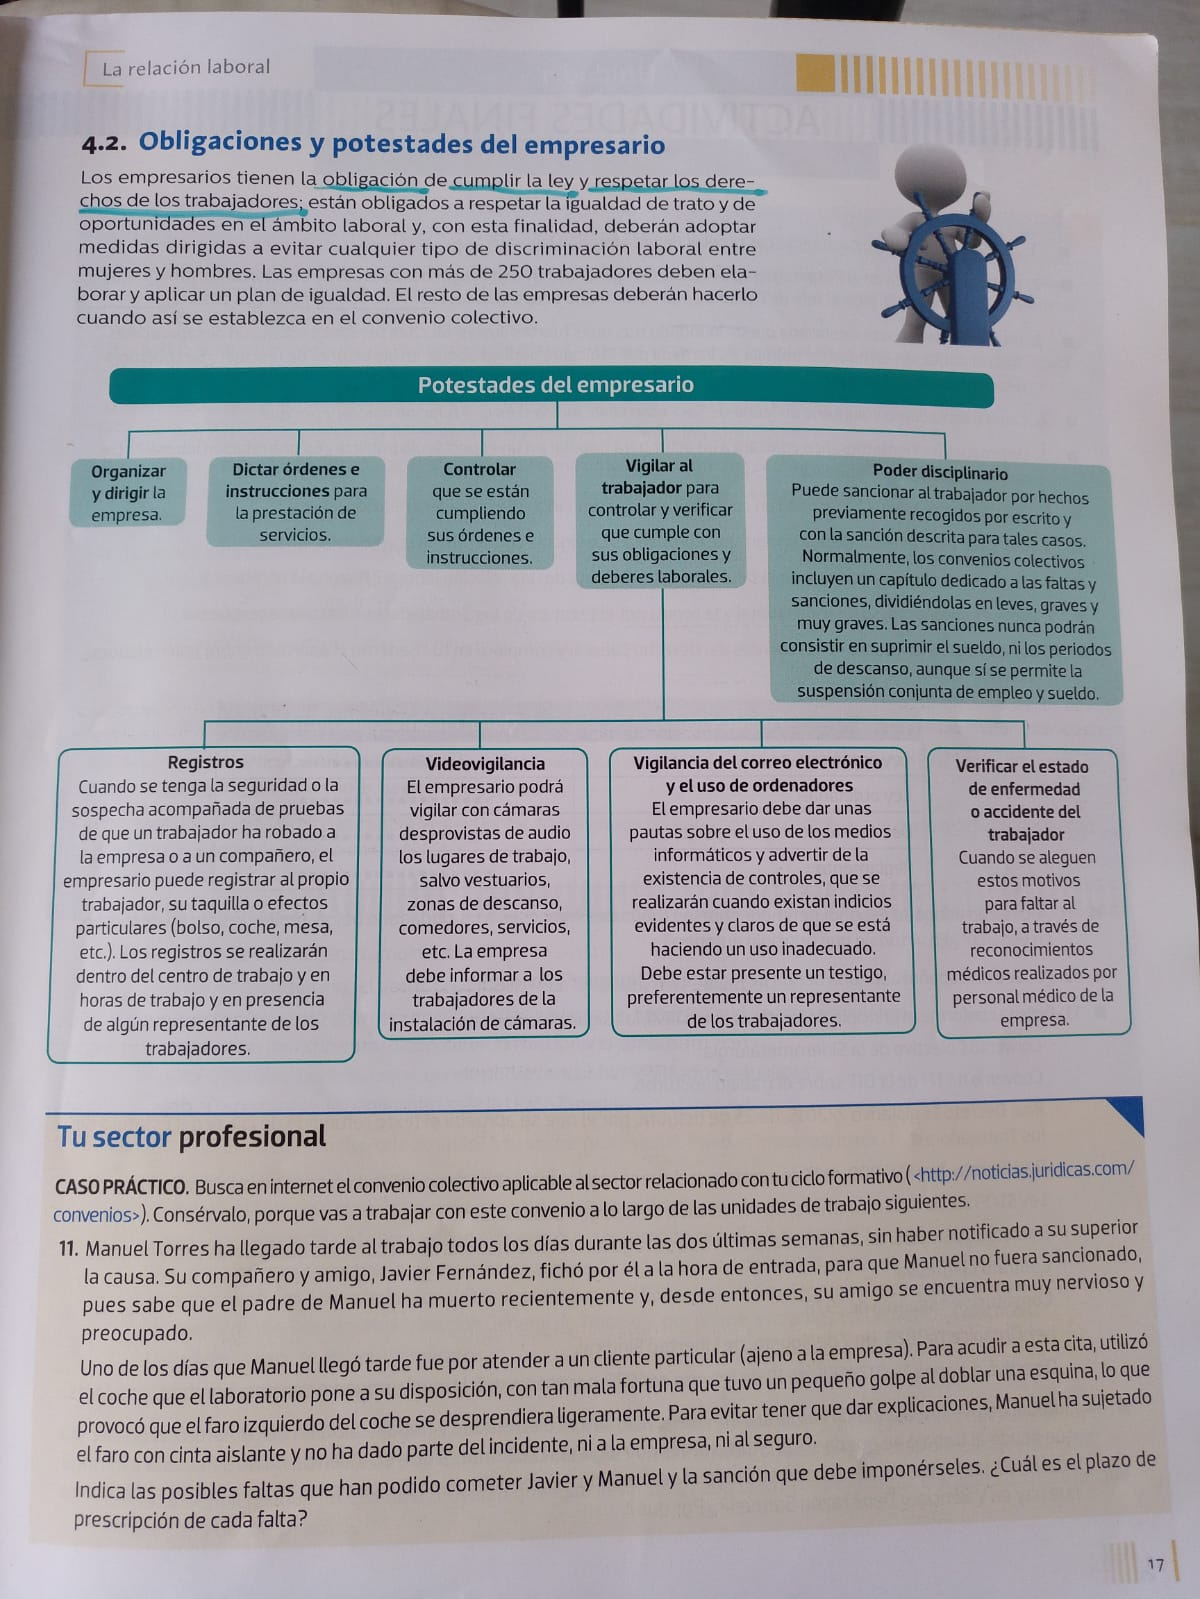 La relación laboral
4.2. Obligaciones y potestades del empresario
Los empresarios tienen la obligación de cumplir la ley y respetar los dere-
chos de los trabajadores; están obligados a respetar la igualdad de trato y de
oportunidades en el ámbito laboral y, con esta finalidad, deberán adoptar
medidas dirigidas a evitar cualquier tipo de discriminación laboral entre
mujeres y hombres. Las empresas con más de 250 trabajadores deben ela-
borar y aplicar un plan de igualdad. El resto de las empresas deberán hacerlo
cuando así se establezca en el convenio colectivo.
Potestades del empresario
Organizar
y dirigir la
empresa.
Dictar órdenes e
instrucciones para
la prestación de
servicios.
Controlar
que se están
cumpliendo
sus órdenes e
instrucciones.
Vigilar al
trabajador para
controlar y verificar
que cumple con
sus obligaciones y
deberes laborales.
Poder disciplinario
Puede sancionar al trabajador por hechos
previamente recogidos por escrito y
con la sanción descrita para tales casos.
Normalmente, los convenios colectivos
incluyen un capítulo dedicado a las faltas y
sanciones, dividiéndolas en leves, graves y
muy graves. Las sanciones nunca podrán
consistir en suprimir el sueldo, ni los periodos
de descanso, aunque sí se permite la
suspensión conjunta de empleo y sueldo.
Registros
Cuando se tenga la seguridad o la
sospecha acompañada de pruebas
de que un trabajador ha robado a
la empresa o a un compañero, el
empresario puede registrar al propio
trabajador, su taquilla o efectos
particulares (bolso, coche, mesa,
etc.). Los registros se realizarán
dentro del centro de trabajo y en
horas de trabajo y en presencia
de algún representante de los
trabajadores.
Videovigilancia
El empresario podrá
vigilar con cámaras
desprovistas de audio
los lugares de trabajo,
salvo vestuarios,
zonas de descanso,
comedores, servicios,
etc. La empresa
debe informar a los
trabajadores de la
instalación de cámaras.
Vigilancia del correo electrónico
y el uso de ordenadores
El empresario debe dar unas
pautas sobre el uso de los medios
informáticos y advertir de la
existencia de controles, que se
realizarán cuando existan indicios
evidentes y claros de que se está
haciendo un uso inadecuado.
Debe estar presente un testigo,
preferentemente un representante
de los trabajadores.
Verificar el estado
de enfermedad
o accidente del
trabajador
Cuando se aleguen
estos motivos
para faltar al
trabajo, a través de
reconocimientos
médicos realizados por
personal médico de la
empresa.
Tu sector profesional
CASO PRÁCTICO. Busca en internet el convenio colectivo aplicable al sector relacionado con tu ciclo formativo (<http://noticias.juridicas.com/
convenios>). Consérvalo, porque vas a trabajar con este convenio a lo largo de las unidades de trabajo siguientes.
11. Manuel Torres ha llegado tarde al trabajo todos los días durante las dos últimas semanas, sin haber notificado a su superior
la causa. Su compañero y amigo, Javier Fernández, fichó por él a la hora de entrada, para que Manuel no fuera sancionado,
pues sabe que el padre de Manuel ha muerto recientemente y, desde entonces, su amigo se encuentra muy nervioso y
preocupado.
Uno de los días que Manuel llegó tarde fue por atender a un cliente particular (ajeno a la empresa). Para acudir a esta cita, utilizó
el coche que el laboratorio pone a su disposición, con tan mala fortuna que tuvo un pequeño golpe al doblar una esquina, lo que
provocó que el faro izquierdo del coche se desprendiera ligeramente. Para evitar tener que dar explicaciones, Manuel ha sujetado
el faro con cinta aislante y no ha dado parte del incidente, ni a la empresa, ni al seguro.
Indica las posibles faltas que han podido cometer Javier y Manuel y la sanción que debe imponérseles. ¿Cuál es el plazo de
prescripción de cada falta?
17